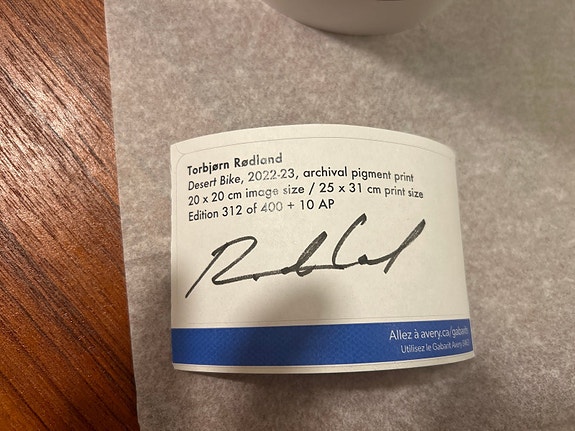 Torbjørn Rødland
Desert Bike, 2022-23, archival pigment print
20 x 20 cm image size / 25 x 31 cm print size
Edition 312 of 400 + 10 AP
Allez à avery.ca/gabarits
Utilisez le Gabarit Avery